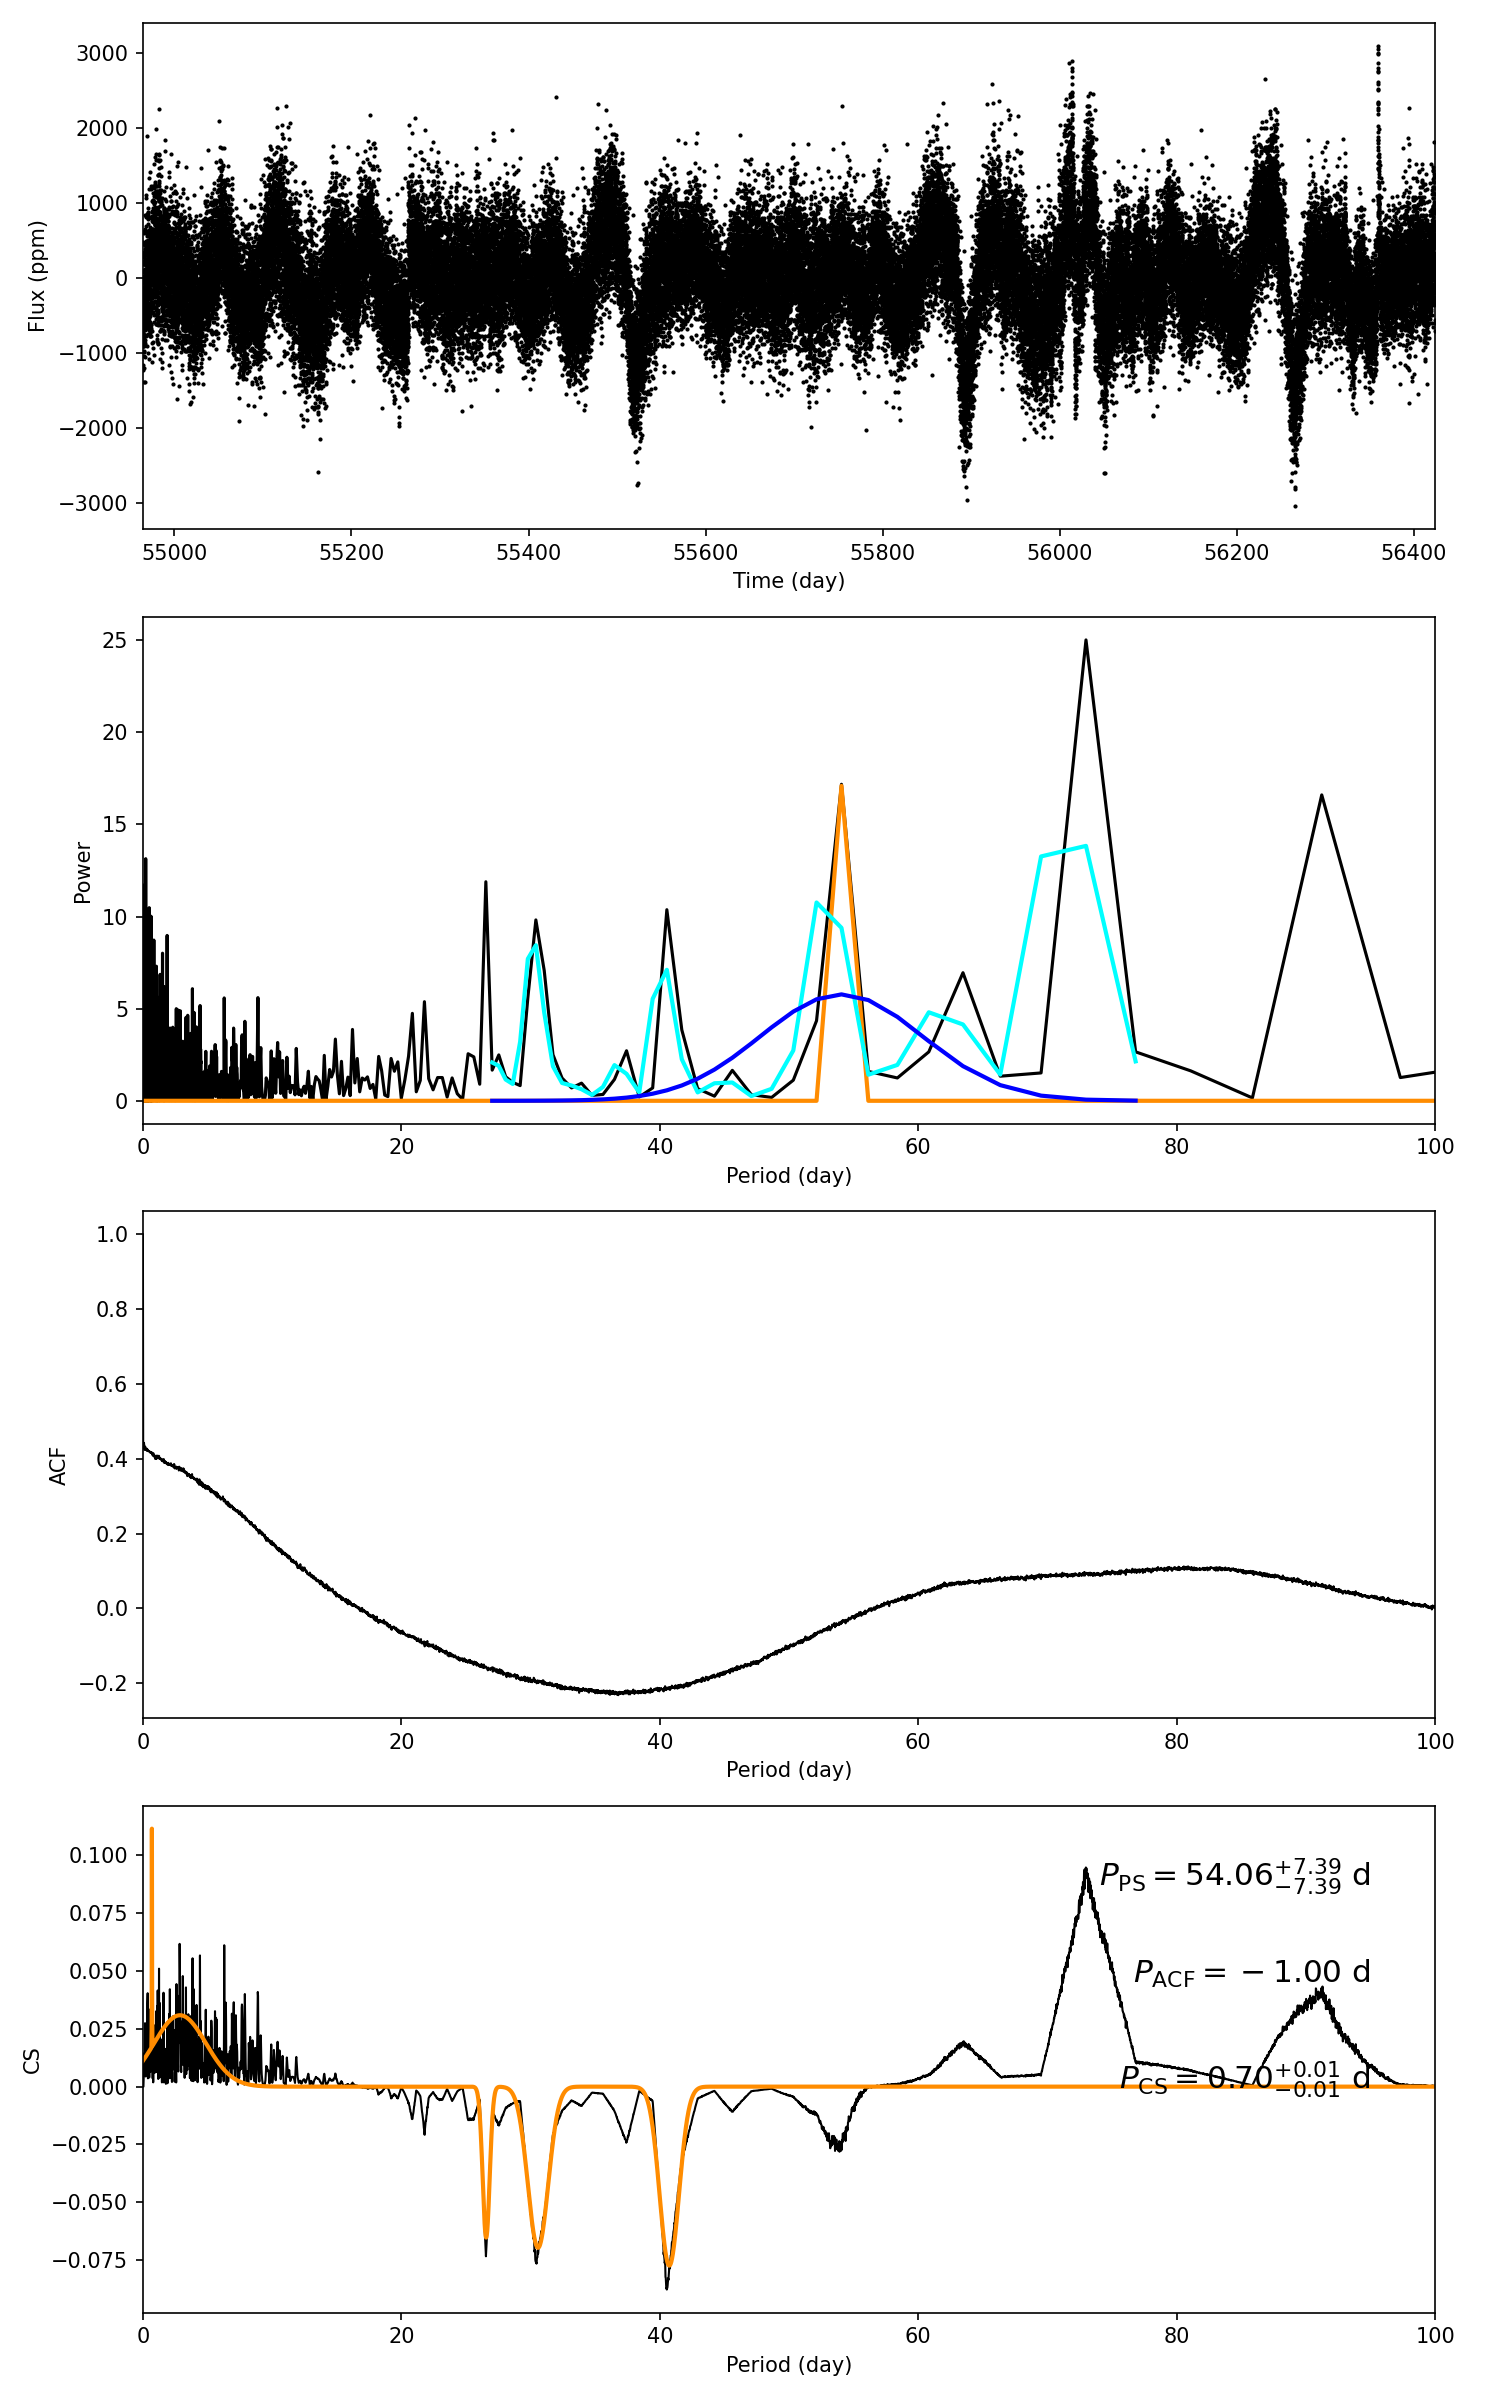 3000
2000
1000
0
−1000
−2000
−3000
Flux (ppm)
55000 55200 55400 55600 55800 56000 56200 56400
Time (day)
25
20
15
10
5
0
Power
0 20 40 60 80 100
Period (day)
1.0
0.8
0.6
0.4
0.2
0.0
−0.2
ACF
0 20 40 60 80 100
Period (day)
0.100
0.075
0.050
0.025
0.000
−0.025
−0.050
−0.075
CS
P_PS = 54.06^{+7.39}_{−7.39} d
P_ACF = −1.00 d
P_CS = 0.70^{+0.01}_{−0.01} d
0 20 40 60 80 100
Period (day)